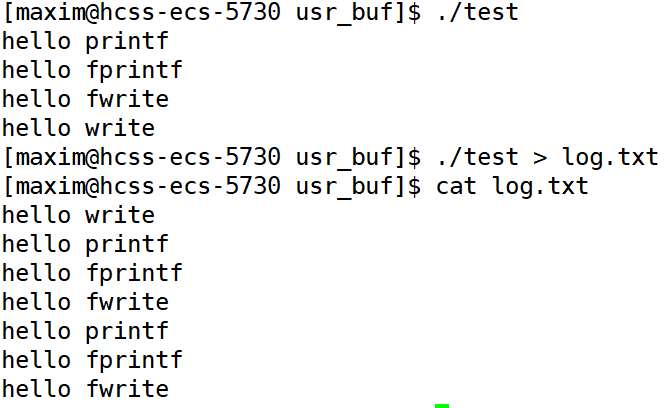 [maxim@hcss-ecs-5730 usr_buf]$ ./test
hello printf
hello fprintf
hello fwrite
hello write
[maxim@hcss-ecs-5730 usr_buf]$ ./test > log.txt
[maxim@hcss-ecs-5730 usr_buf]$ cat log.txt
hello write
hello printf
hello fprintf
hello fwrite
hello printf
hello fprintf
hello fwrite